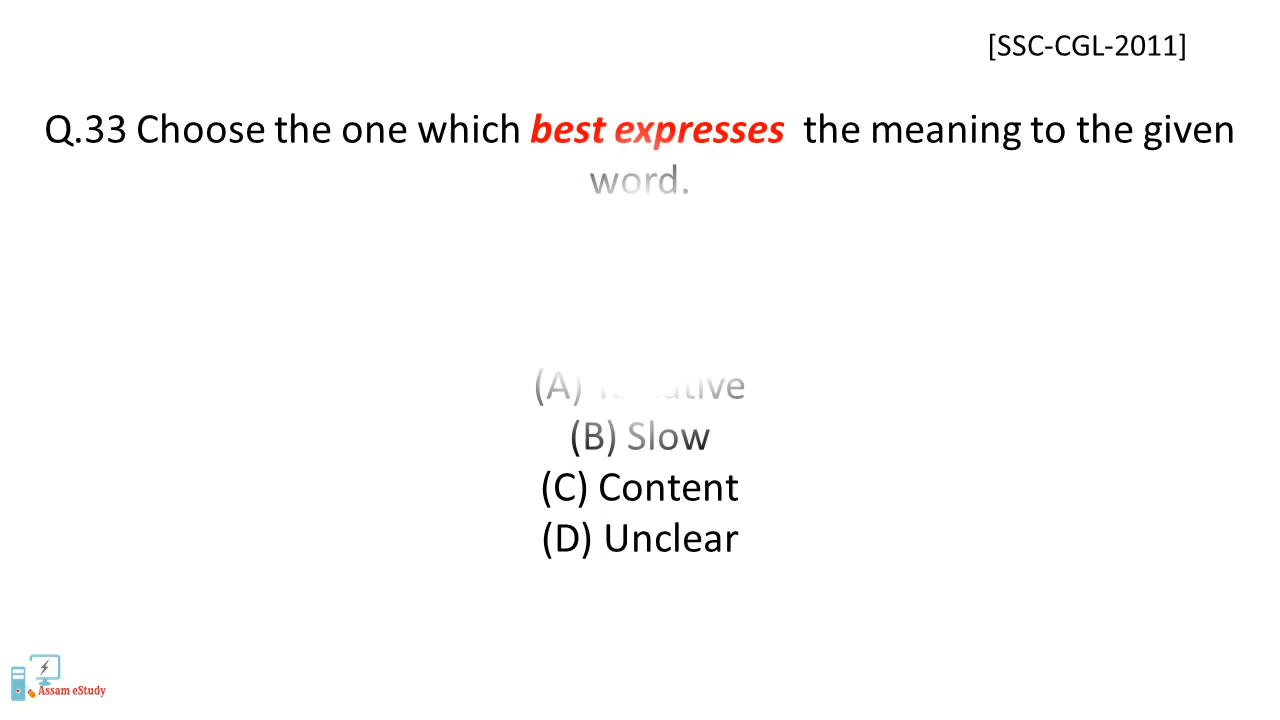 [SSC-CGL-2011]
Q.33 Choose the one which best expresses the meaning to the given
word.
(A)
(B) Slow
(C) Content
(D) Unclear
Assam eStudy